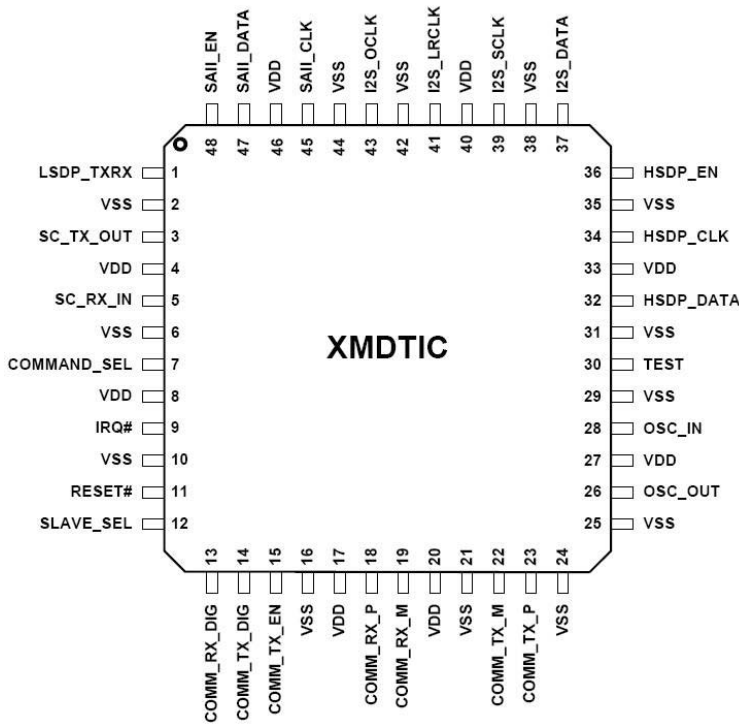 SAII_EN
SAII_DATA
VDD
SAII_CLK
VSS
I2S_OCLK
VSS
I2S_LRCLK
VDD
I2S_SCLK
VSS
I2S_DATA
48 47 46 45 44 43 42 41 40 39 38 37
LSDP_TXRX 1 36 HSDP_EN
VSS 2 35 VSS
SC_TX_OUT 3 34 HSDP_CLK
VDD 4 33 VDD
SC_RX_IN 5 32 HSDP_DATA
VSS 6 31 VSS
XMDTIC
COMMAND_SEL 7 30 TEST
VDD 8 29 VSS
IRQ# 9 28 OSC_IN
VSS 10 27 VDD
RESET# 11 26 OSC_OUT
SLAVE_SEL 12 25 VSS
13 14 15 16 17 18 19 20 21 22 23 24
COMM_RX_DIG
COMM_TX_DIG
COMM_TX_EN
VSS
VDD
COMM_RX_P
COMM_RX_M
VDD
VSS
COMM_TX_M
COMM_TX_P
VSS